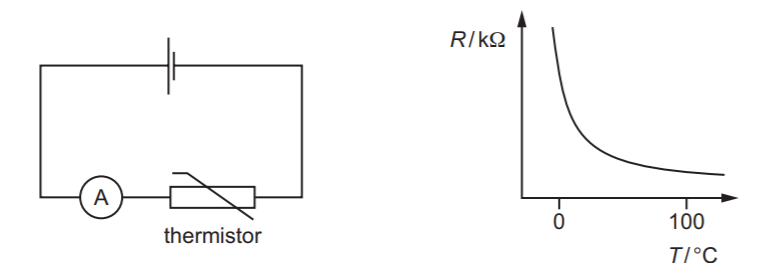 R/kΩ
A
thermistor
0
100
T/°C